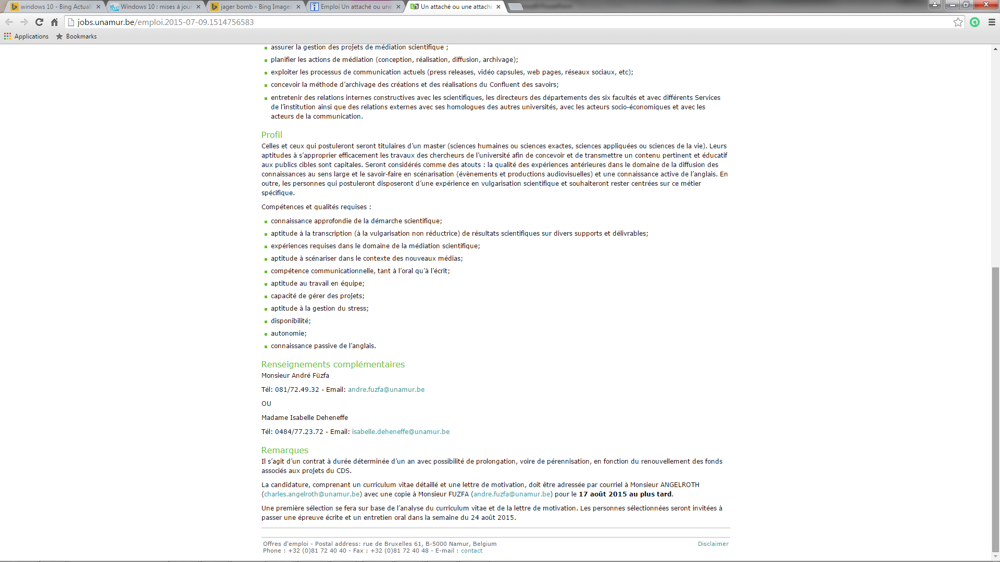 windows 10 - Bing Actuali
Windows 10 : mises à jour
jager bomb - Bing Images
Emploi Un attaché ou une
Un attaché ou une attaché
jobs.unamur.be/emploi.2015-07-09.1514756583
Applications Bookmarks
assurer la gestion des projets de médiation scientifique ;
planifier les actions de médiation (conception, réalisation, diffusion, archivage);
exploiter les processus de communication actuels (press releases, vidéo capsules, web pages, réseaux sociaux, etc);
concevoir la méthode d'archivage des créations et des réalisations du Confluent des savoirs;
entretenir des relations internes constructives avec les scientifiques, les directeurs des départements des six facultés et avec différents Services
de l'institution ainsi que des relations externes avec ses homologues des autres universités, avec les acteurs socio-économiques et avec les
acteurs de la communication.
Profil
Celles et ceux qui postuleront seront titulaires d'un master (sciences humaines ou sciences exactes, sciences appliquées ou sciences de la vie). Leurs
aptitudes à s'approprier efficacement les travaux des chercheurs de l'université afin de concevoir et de transmettre un contenu pertinent et éducatif
aux publics cibles sont capitales. Seront considérés comme des atouts : la qualité des expériences antérieures dans le domaine de la diffusion des
connaissances au sens large et le savoir-faire en scénarisation (évènements et productions audiovisuelles) et une connaissance active de l'anglais. En
outre, les personnes qui postuleront disposeront d'une expérience en vulgarisation scientifique et souhaiteront rester centrées sur ce métier
spécifique.
Compétences et qualités requises :
connaissance approfondie de la démarche scientifique;
aptitude à la transcription (à la vulgarisation non réductrice) de résultats scientifiques sur divers supports et délivrables;
expériences requises dans le domaine de la médiation scientifique;
aptitude à scénariser dans le contexte des nouveaux médias;
compétence communicationnelle, tant à l'oral qu'à l'écrit;
aptitude au travail en équipe;
capacité de gérer des projets;
aptitude à la gestion du stress;
disponibilité;
autonomie;
connaissance passive de l'anglais.
Renseignements complémentaires
Monsieur André Füzfa
Tél: 081/72.49.32 - Email: andre.fuzfa@unamur.be
OU
Madame Isabelle Deheneffe
Tél: 0484/77.23.72 - Email: isabelle.deheneffe@unamur.be
Remarques
Il s'agit d'un contrat à durée déterminée d'un an avec possibilité de prolongation, voire de pérennisation, en fonction du renouvellement des fonds
associés aux projets du CDS.
La candidature, comprenant un curriculum vitae détaillé et une lettre de motivation, doit être adressée par courriel à Monsieur ANGELROTH
(charles.angelroth@unamur.be) avec une copie à Monsieur FUZFA (andre.fuzfa@unamur.be) pour le 17 août 2015 au plus tard.
Une première sélection se fera sur base de l'analyse du curriculum vitae et de la lettre de motivation. Les personnes sélectionnées seront invitées à
passer une épreuve écrite et un entretien oral dans la semaine du 24 août 2015.
Offres d'emploi - Postal address: rue de Bruxelles 61, B-5000 Namur, Belgium Disclaimer
Phone : +32 (0)81 72 40 40 - Fax : +32 (0)81 72 40 48 - E-mail : contact